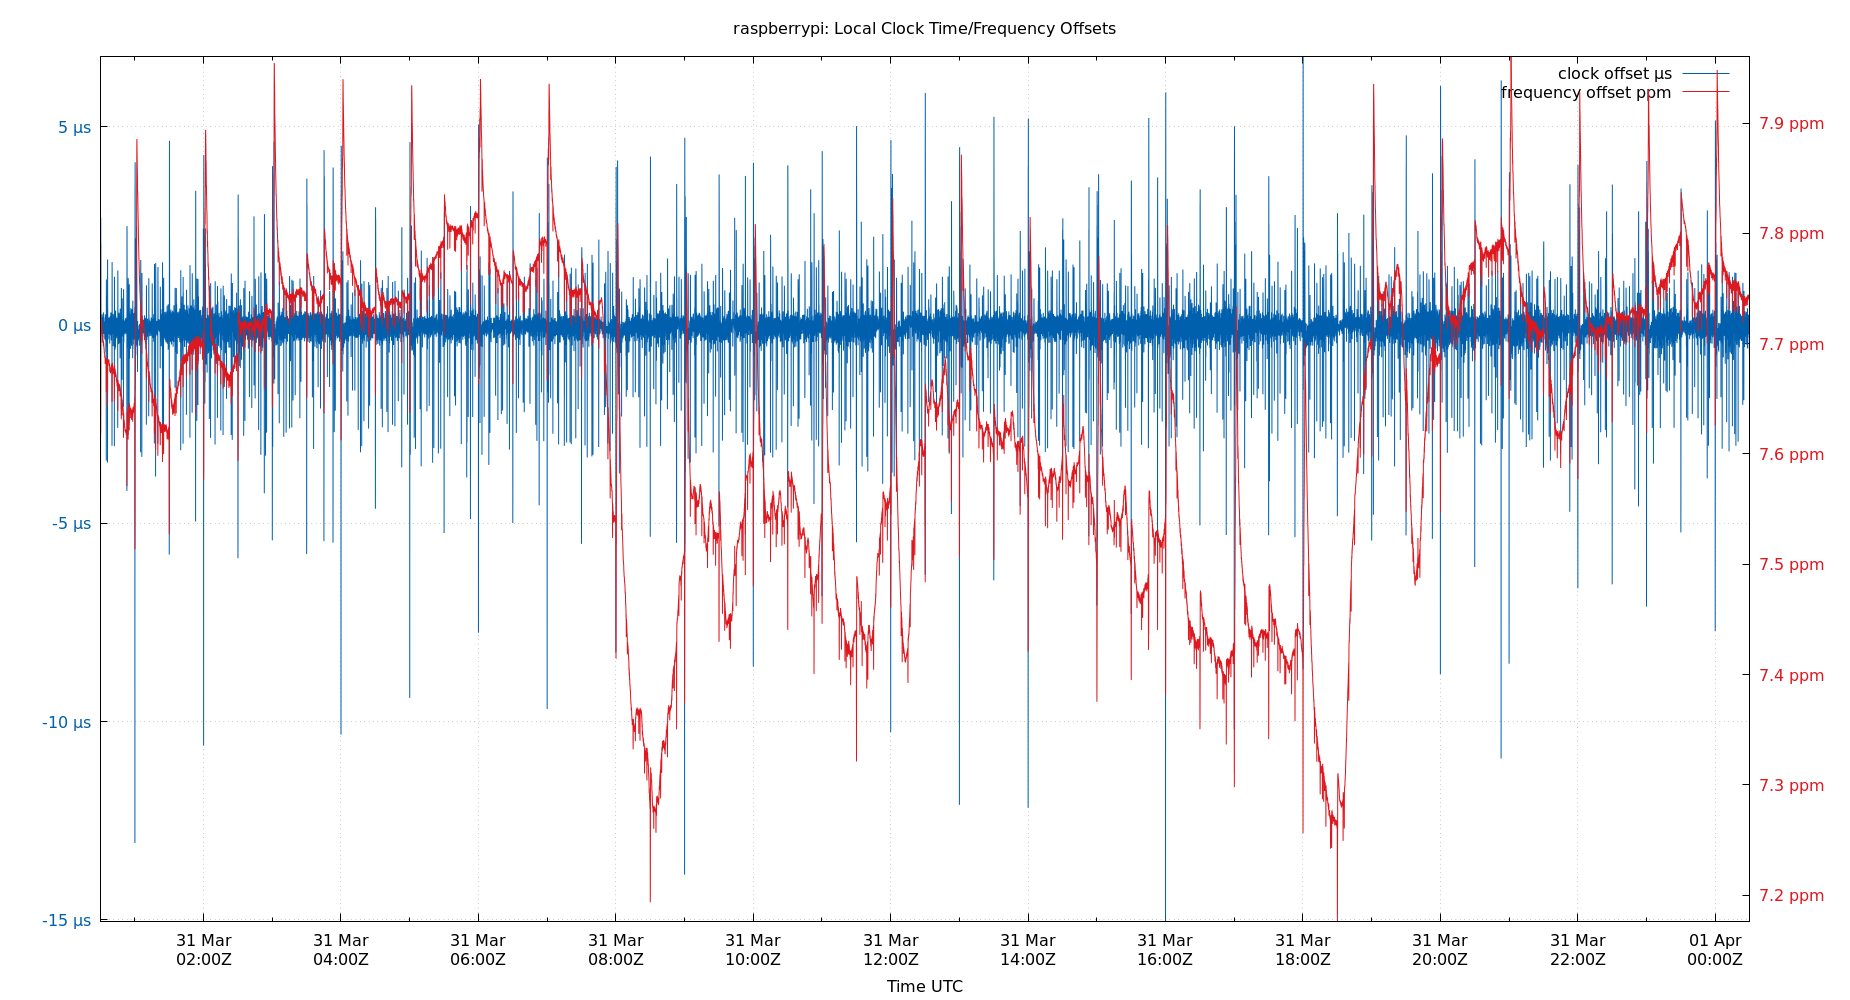 raspberrypi: Local Clock Time/Frequency Offsets
clock offset µs
frequency offset ppm
5 µs
0 µs
-5 µs
-10 µs
-15 µs
7.9 ppm
7.8 ppm
7.7 ppm
7.6 ppm
7.5 ppm
7.4 ppm
7.3 ppm
7.2 ppm
31 Mar
02:00Z
31 Mar
04:00Z
31 Mar
06:00Z
31 Mar
08:00Z
31 Mar
10:00Z
31 Mar
12:00Z
31 Mar
14:00Z
31 Mar
16:00Z
31 Mar
18:00Z
31 Mar
20:00Z
31 Mar
22:00Z
01 Apr
00:00Z
Time UTC